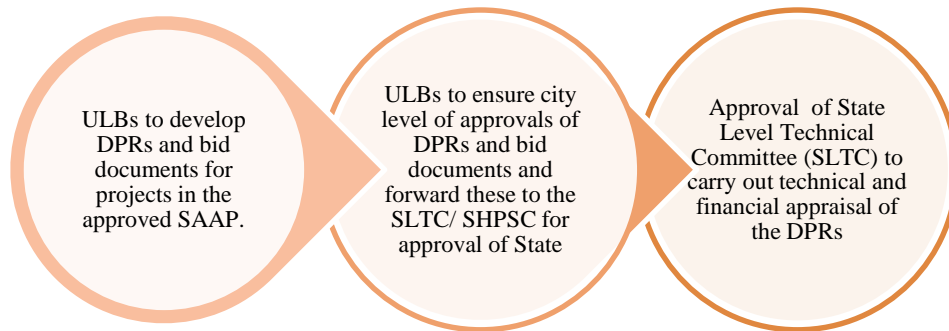 ULBs to develop
DPRs and bid
documents for
projects in the
approved SAAP.
ULBs to ensure city
level of approvals of
DPRs and bid
documents and
forward these to the
SLTC/ SHPSC for
approval of State
Approval of State
Level Technical
Committee (SLTC) to
carry out technical and
financial appraisal of
the DPRs